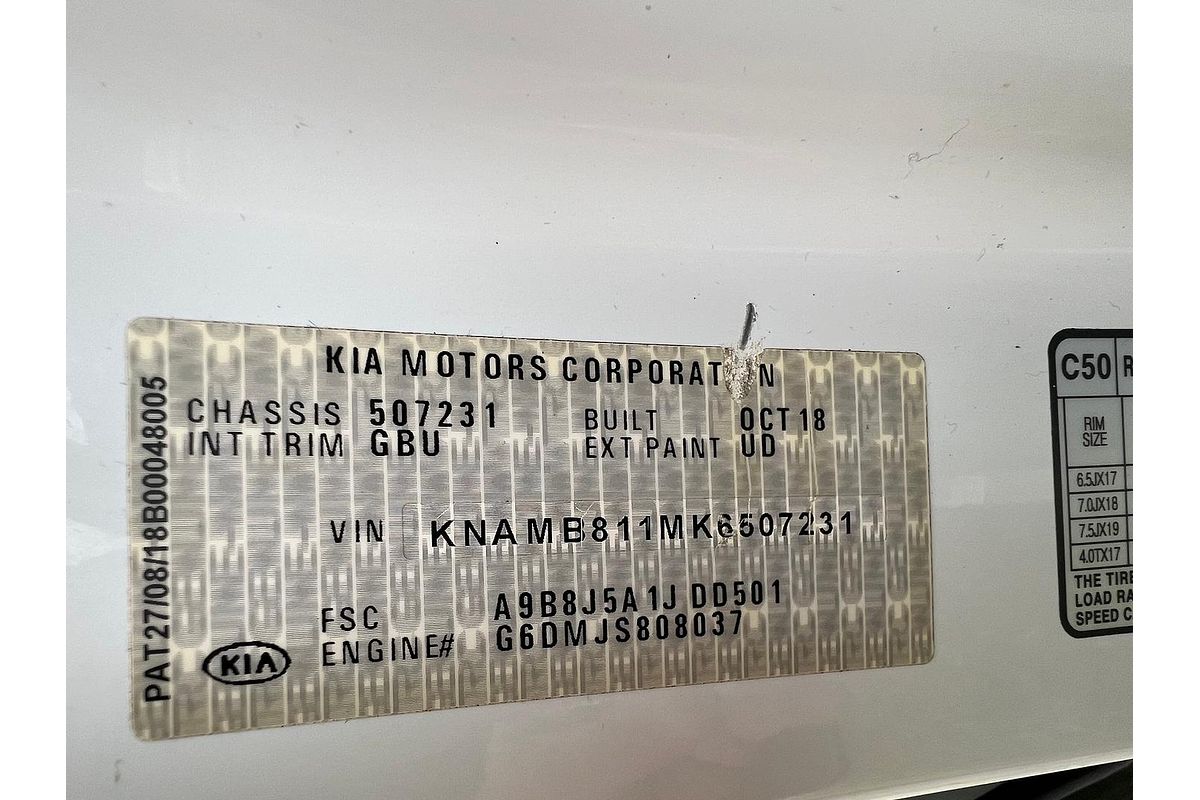 KIA MOTORS CORPORAT N
CHASSIS 507231 BUILT OCT 18
INT TRIM GBU EXT PAINT UD
VIN KNAMB811MK6507231
FSC A9B8J5A1J DD501
ENGINE# G6DMJS808037
KIA
PAT27/08/18B00048005
C50 R
RIM
SIZE
6.5JX17
7.0JX18
7.5JX19
4.0TX17
THE TIRE
LOAD RA
SPEED C